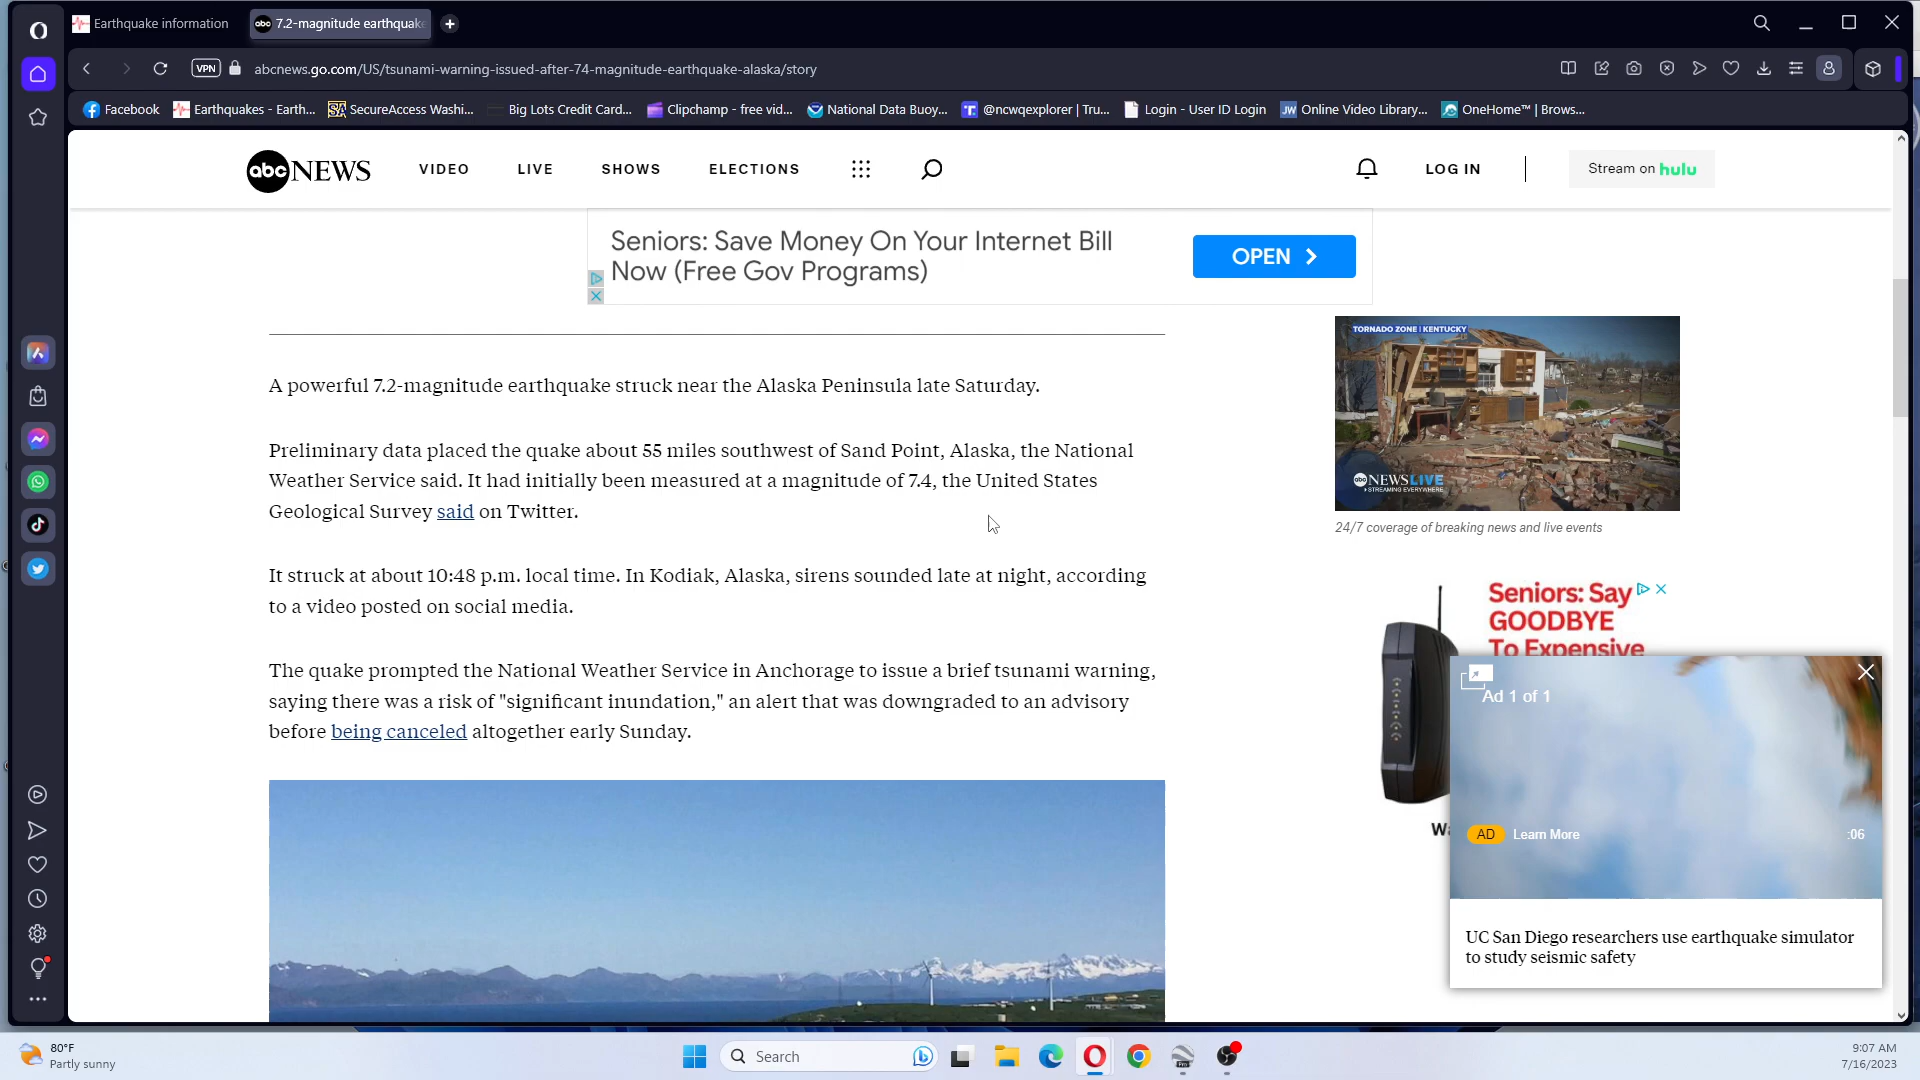 Earthquake information
abc 7.2-magnitude earthquake
VPN abcnews.go.com/US/tsunami-warning-issued-after-74-magnitude-earthquake-alaska/story
Facebook Earthquakes - Earth... SecureAccess Washi... Big Lots Credit Card... Clipchamp - free vid... National Data Buoy... @ncwqexplorer | Tru... Login - User ID Login JW Online Video Library... OneHome™ | Brows...
abc NEWS VIDEO LIVE SHOWS ELECTIONS LOG IN Stream on hulu
Seniors: Save Money On Your Internet Bill
Now (Free Gov Programs)
OPEN
A powerful 7.2-magnitude earthquake struck near the Alaska Peninsula late Saturday.
Preliminary data placed the quake about 55 miles southwest of Sand Point, Alaska, the National
Weather Service said. It had initially been measured at a magnitude of 7.4, the United States
Geological Survey said on Twitter.
It struck at about 10:48 p.m. local time. In Kodiak, Alaska, sirens sounded late at night, according
to a video posted on social media.
The quake prompted the National Weather Service in Anchorage to issue a brief tsunami warning,
saying there was a risk of "significant inundation," an alert that was downgraded to an advisory
before being canceled altogether early Sunday.
TORNADO ZONE | KENTUCKY
abc NEWS LIVE
STREAMING EVERYWHERE
24/7 coverage of breaking news and live events
Seniors: Say
GOODBYE
To Expensive
Ad 1 of 1
AD Learn More :06
UC San Diego researchers use earthquake simulator
to study seismic safety
80°F
Partly sunny
Search
9:07 AM
7/16/2023